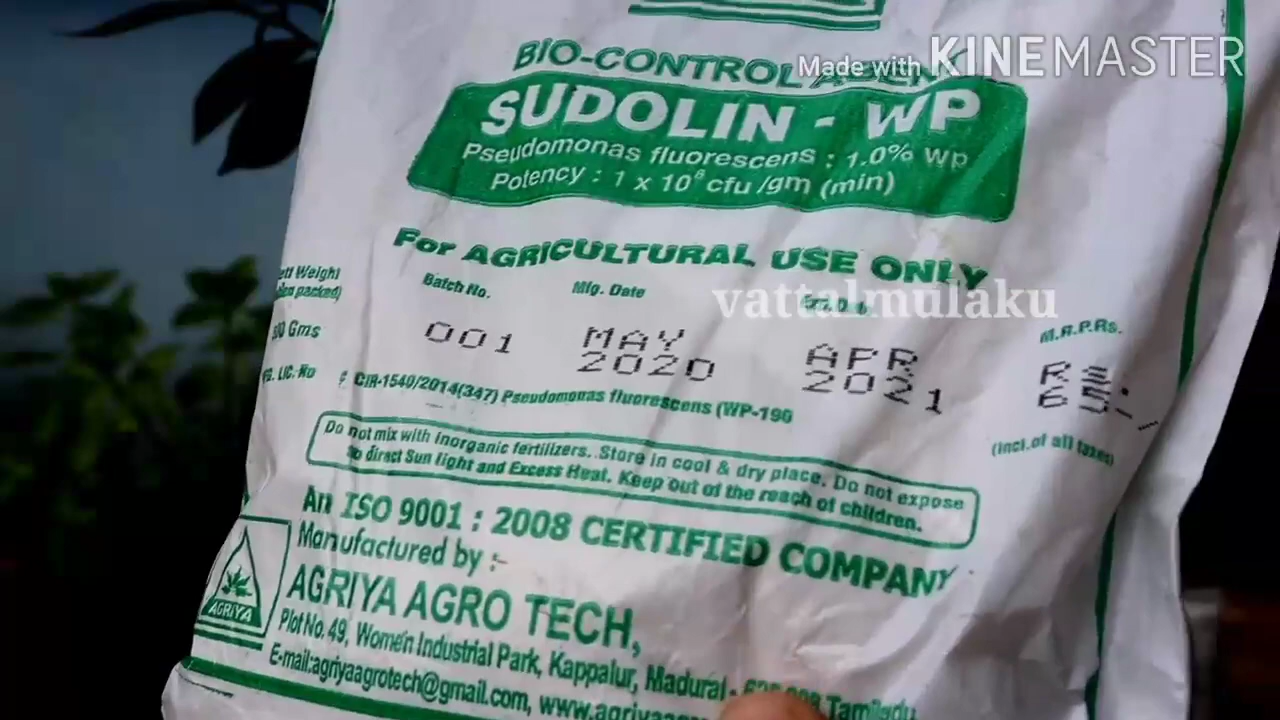 Made with KINEMASTER
BIO-CONTROL
SUDOLIN - WP
Pseudomonas fluorescens : 1.0% wp
Potency : 1 x 10⁸ cfu /gm (min)
For AGRICULTURAL USE ONLY
Weight
packed)
Gms
LIC. No
Batch No.
Mfg. Date
vattalmulaku
M.R.P.Rs.
001
MAY
2020
APR
2021
RS.
65.-/
(incl.of all taxes)
CIR-1540/2014(347) Pseudomonas fluorescens (WP-190
Do not mix with Inorganic fertilizers. Store in cool & dry place. Do not expose
to direct Sun light and Excess Heat. Keep out of the reach of children.
An ISO 9001 : 2008 CERTIFIED COMPANY
Manufactured by :-
AGRIYA
AGRIYA AGRO TECH,
Plot No. 49, Women Industrial Park, Kappalur, Madurai -
E-mail:agriyaagrotech@gmail.com,